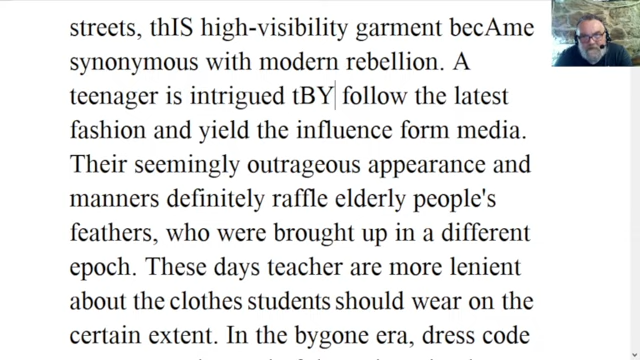 streets, thIS high-visibility garment becAme
synonymous with modern rebellion. A
teenager is intrigued tBY follow the latest
fashion and yield the influence form media.
Their seemingly outrageous appearance and
manners definitely raffle elderly people's
feathers, who were brought up in a different
epoch. These days teacher are more lenient
about the clothes students should wear on the
certain extent. In the bygone era, dress code